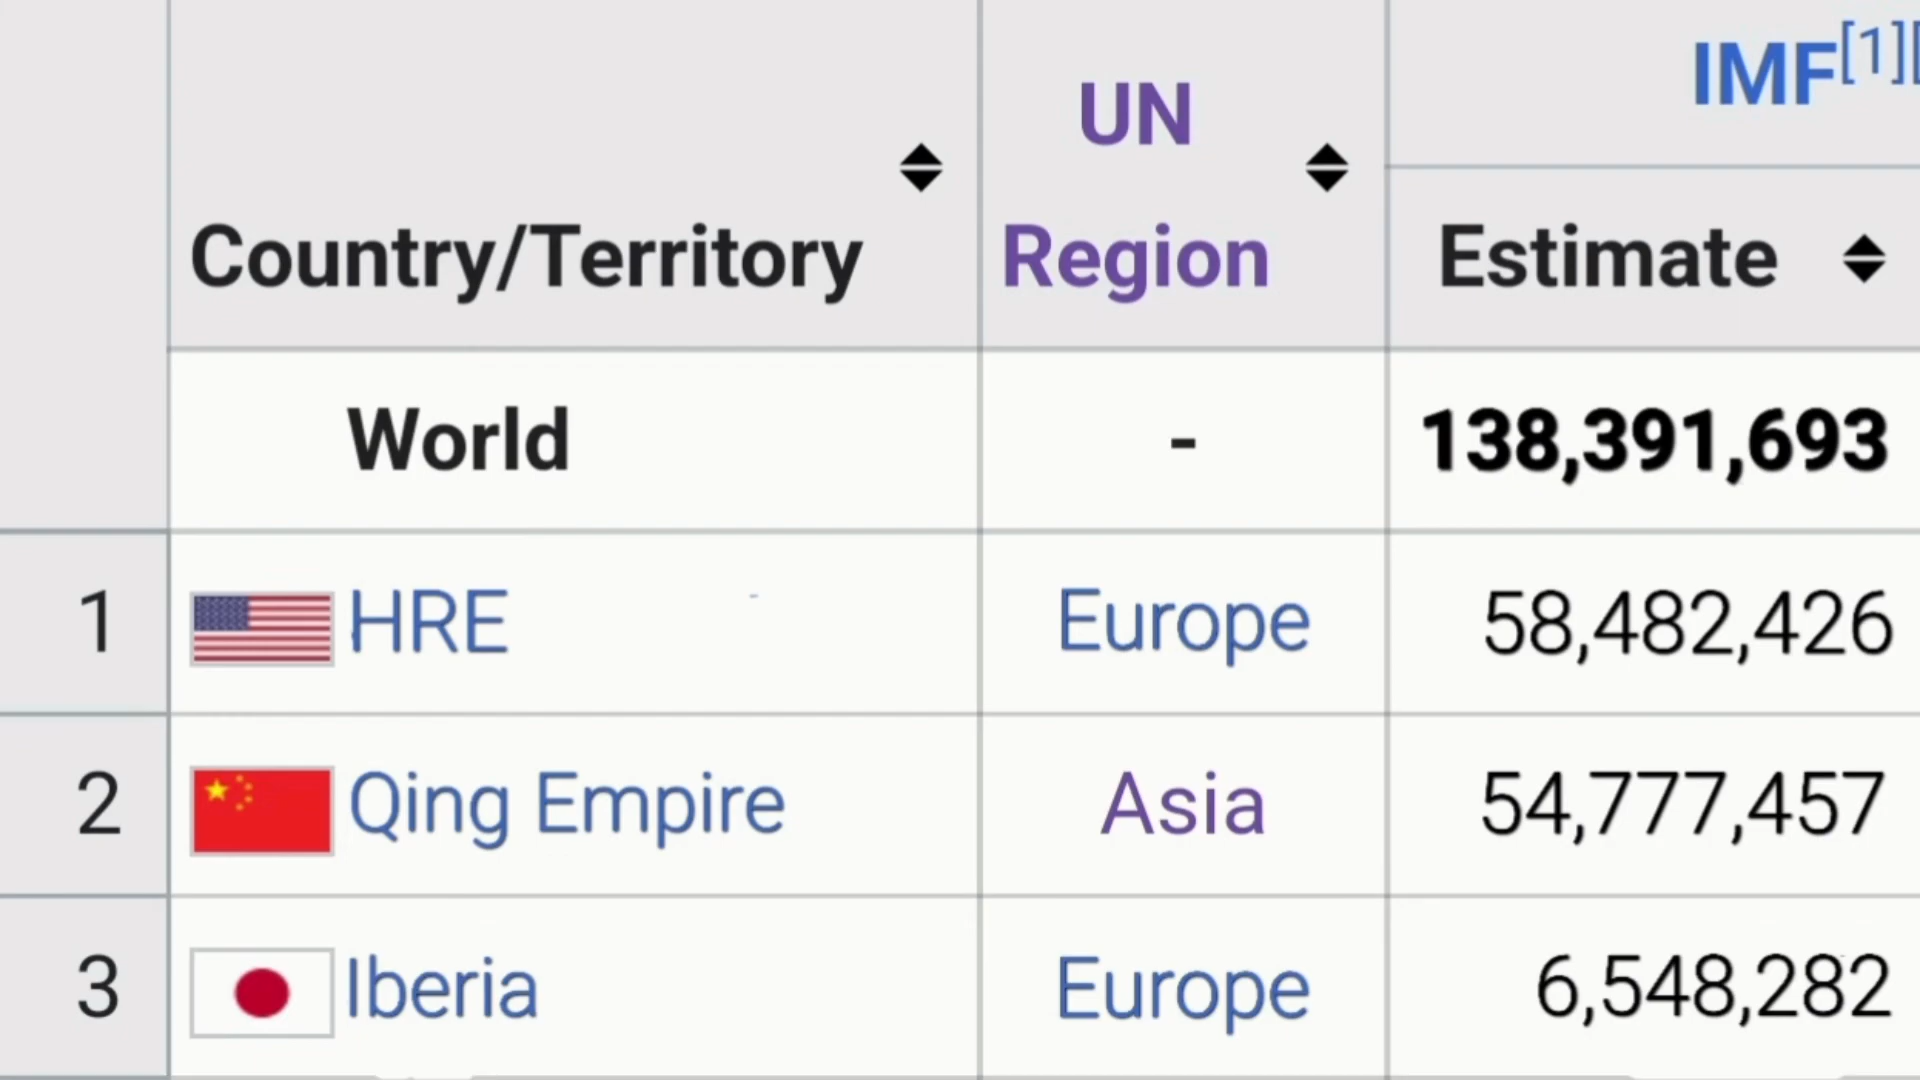 Country/Territory
UN
Region
IMF[1][
Estimate
World - 138,391,693
1 HRE Europe 58,482,426
2 Qing Empire Asia 54,777,457
3 Iberia Europe 6,548,282